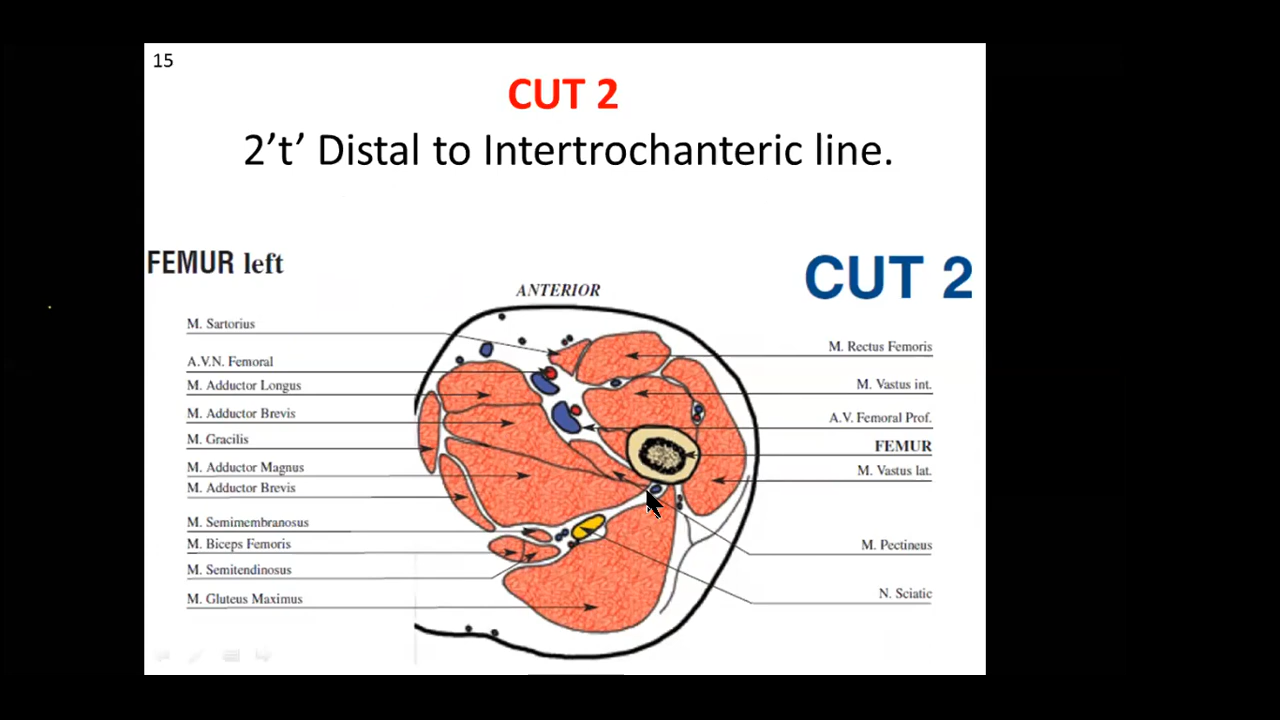 15
CUT 2
2’t’ Distal to Intertrochanteric line.
FEMUR left
CUT 2
ANTERIOR
M. Sartorius
A.V.N. Femoral
M. Adductor Longus
M. Adductor Brevis
M. Gracilis
M. Adductor Magnus
M. Adductor Brevis
M. Semimembranosus
M. Biceps Femoris
M. Semitendinosus
M. Gluteus Maximus
M. Rectus Femoris
M. Vastus int.
A.V. Femoral Prof.
FEMUR
M. Vastus lat.
M. Pectineus
N. Sciatic